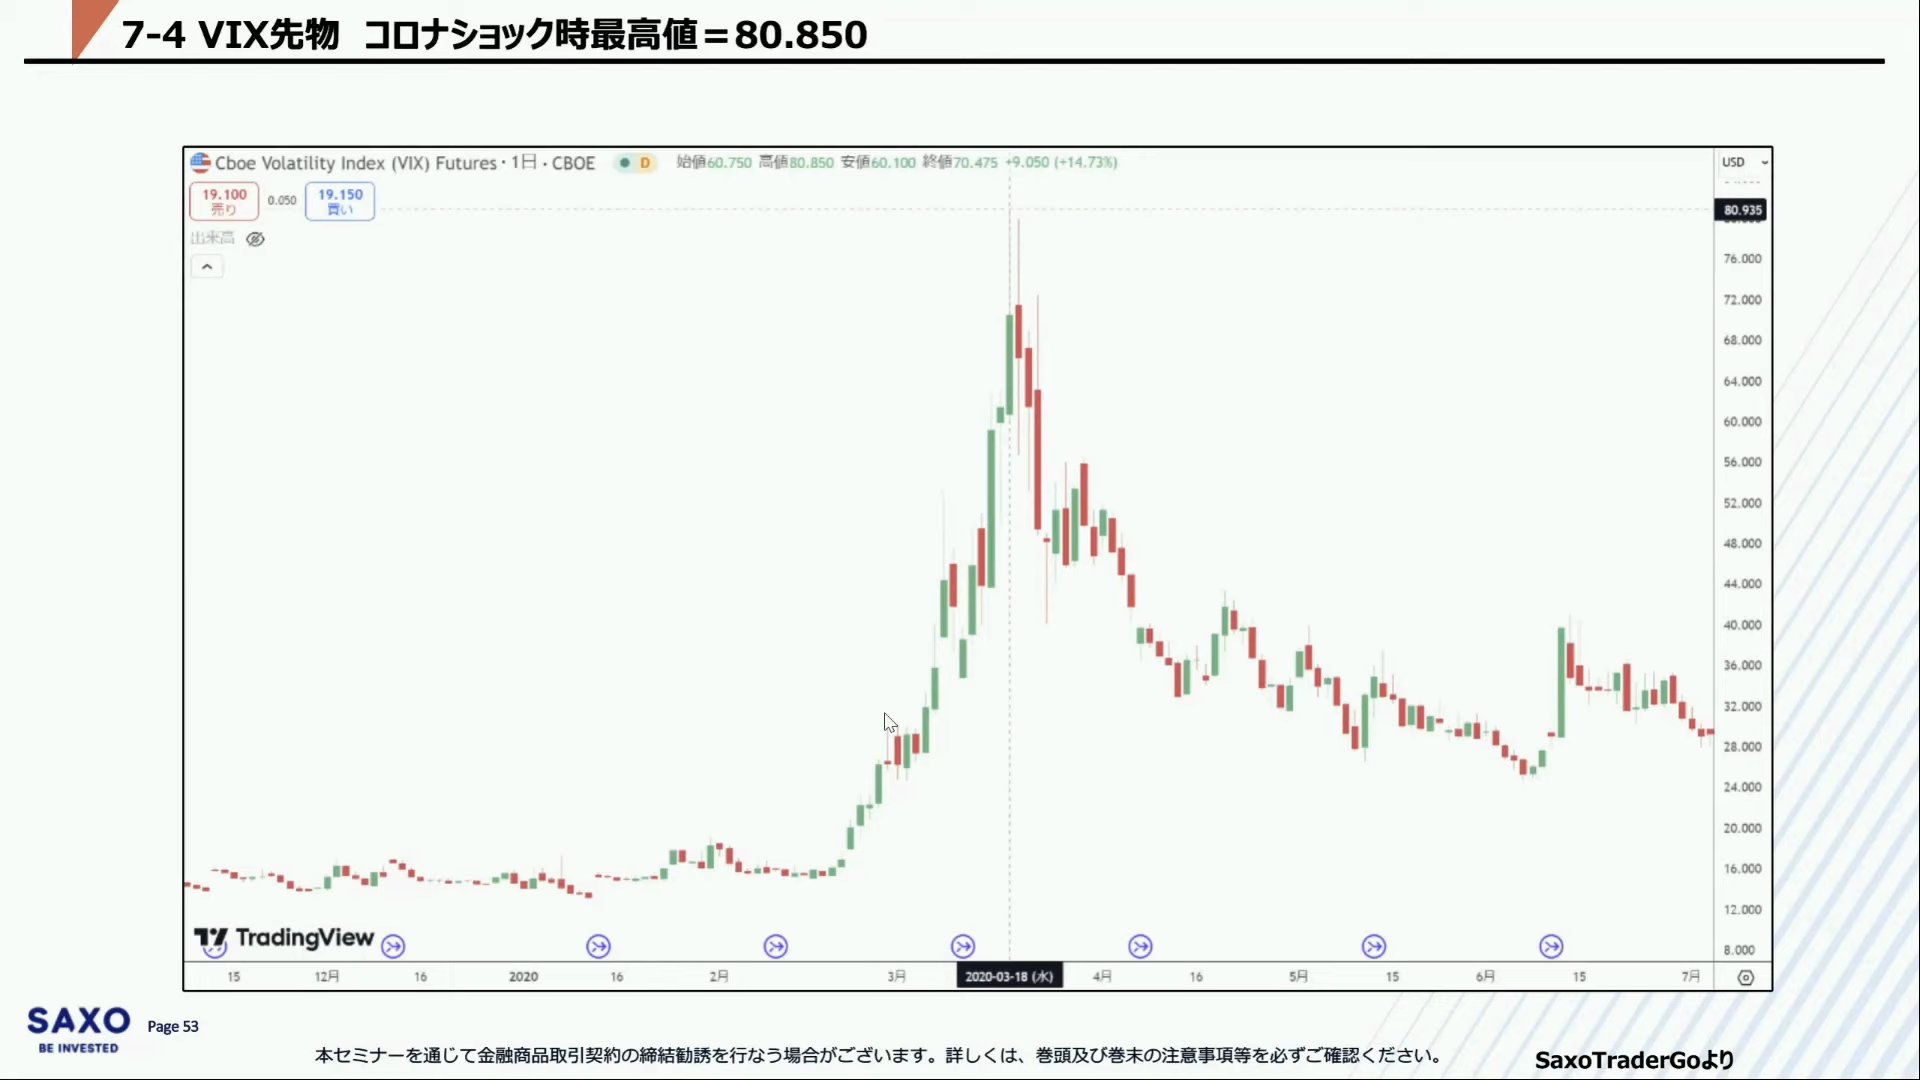 7-4 VIX先物 コロナショック時最高値=80.850
Cboe Volatility Index (VIX) Futures・1日・CBOE D 始値60.750 高値80.850 安値60.100 終値70.475 +9.050 (+14.73%)
USD
19.100 売り 0.050 19.150 買い
出来高
80.935
76.000
72.000
68.000
64.000
60.000
56.000
52.000
48.000
44.000
40.000
36.000
32.000
28.000
24.000
20.000
16.000
12.000
8.000
TradingView
15 12月 16 2020 16 2月 3月 2020-03-18 (水) 4月 16 5月 15 6月 15 7月
SAXO
BE INVESTED
Page 53
本セミナーを通じて金融商品取引契約の締結勧誘を行なう場合がございます。詳しくは、巻頭及び巻末の注意事項等を必ずご確認ください。
SaxoTraderGoより